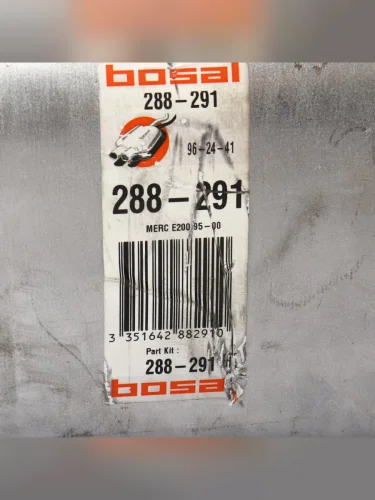 bosal
288-291
96-24-41
288-291
MERC E200 95-00
3 351642 882910
Part Kit :
288-291
bosal